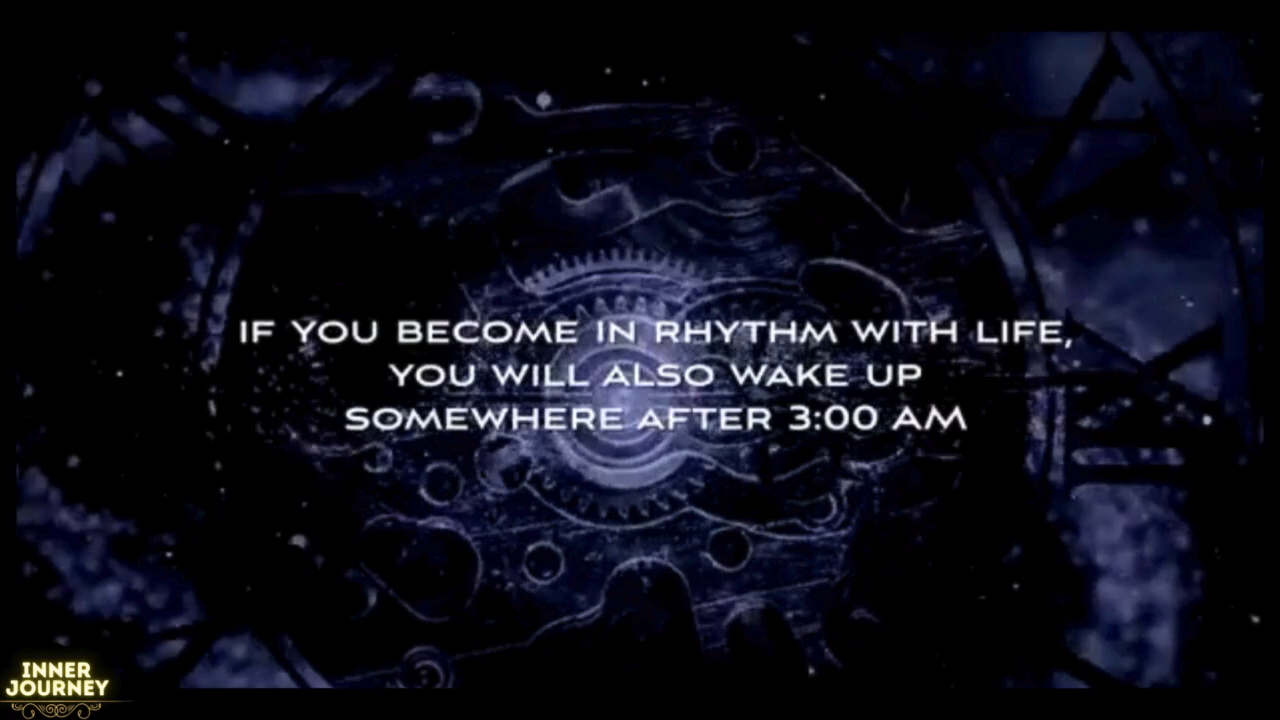 IF YOU BECOME IN RHYTHM WITH LIFE,
YOU WILL ALSO WAKE UP
SOMEWHERE AFTER 3:00 AM
INNER
JOURNEY